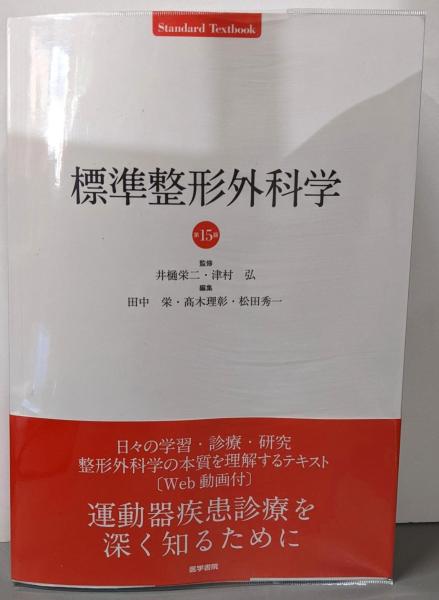 Standard Textbook
標準整形外科学
第15版
監修
井樋栄二・津村 弘
編集
田中 栄・髙木理彰・松田秀一
日々の学習・診療・研究
整形外科学の本質を理解するテキスト
〔Web動画付〕
運動器疾患診療を
深く知るために
医学書院